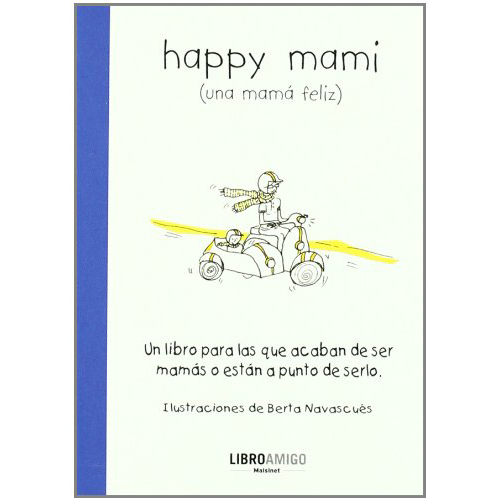 happy mami
(una mamá feliz)
Un libro para las que acaban de ser
mamás o están a punto de serlo.
Ilustraciones de Berta Navascués
LIBROAMIGO
Malsinet